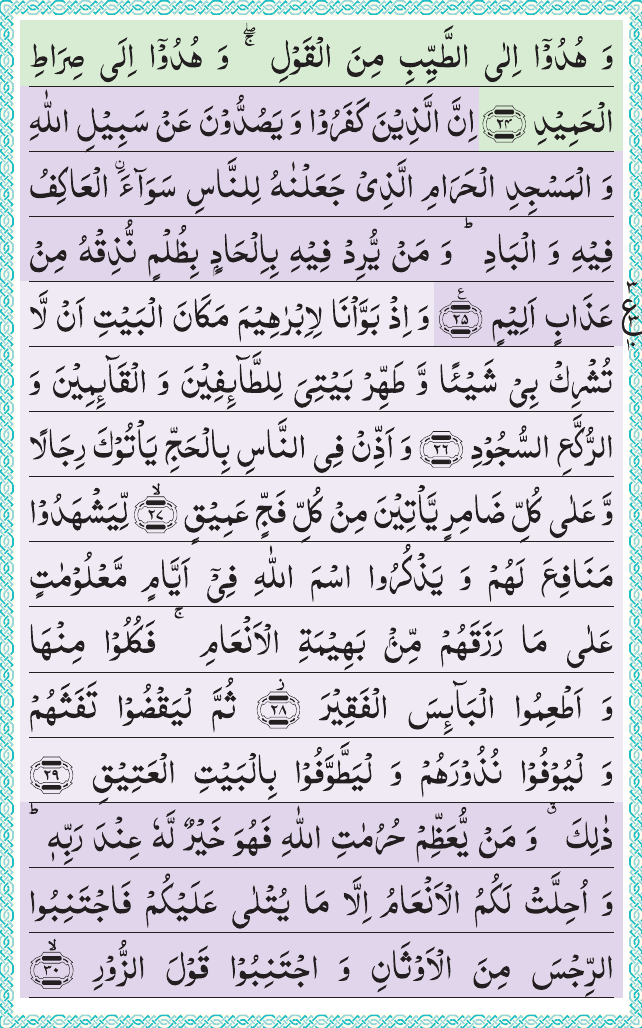 وَ هُدُوْۤا اِلَى الطَّیِّبِ مِنَ الْقَوْلِ ۖۚ وَ هُدُوْۤا اِلٰى صِرَاطِ
الْحَمِیْدِ ﴿۲۴﴾ اِنَّ الَّذِیْنَ كَفَرُوْا وَ یَصُدُّوْنَ عَنْ سَبِیْلِ اللّٰهِ
وَ الْمَسْجِدِ الْحَرَامِ الَّذِیْ جَعَلْنٰهُ لِلنَّاسِ سَوَآءَ ۨ الْعَاكِفُ
فِیْهِ وَ الْبَادِ ؕ وَ مَنْ یُّرِدْ فِیْهِ بِاِلْحَادٍۭ بِظُلْمٍ نُّذِقْهُ مِنْ
عَذَابٍ اَلِیْمٍ ﴿۲۵﴾ وَ اِذْ بَوَّاْنَا لِاِبْرٰهِیْمَ مَكَانَ الْبَیْتِ اَنْ لَّا
تُشْرِكْ بِیْ شَیْـًٔا وَّ طَهِّرْ بَیْتِیَ لِلطَّآىِٕفِیْنَ وَ الْقَآىِٕمِیْنَ وَ
الرُّكَّعِ السُّجُوْدِ ﴿۲۶﴾ وَ اَذِّنْ فِی النَّاسِ بِالْحَجِّ یَاْتُوْكَ رِجَالًا
وَّ عَلٰى كُلِّ ضَامِرٍ یَّاْتِیْنَ مِنْ كُلِّ فَجٍّ عَمِیْقٍ ﴿ۙ۲۷﴾ لِّیَشْهَدُوْا
مَنَافِعَ لَهُمْ وَ یَذْكُرُوا اسْمَ اللّٰهِ فِیْۤ اَیَّامٍ مَّعْلُوْمٰتٍ
عَلٰى مَا رَزَقَهُمْ مِّنْۢ بَهِیْمَةِ الْاَنْعَامِ ۚ فَكُلُوْا مِنْهَا
وَ اَطْعِمُوا الْبَآىِٕسَ الْفَقِیْرَ ﴿ؗ۲۸﴾ ثُمَّ لْیَقْضُوْا تَفَثَهُمْ
وَ لْیُوْفُوْا نُذُوْرَهُمْ وَ لْیَطَّوَّفُوْا بِالْبَیْتِ الْعَتِیْقِ ﴿۲۹﴾
ذٰلِكَ ۗ وَ مَنْ یُّعَظِّمْ حُرُمٰتِ اللّٰهِ فَهُوَ خَیْرٌ لَّهٗ عِنْدَ رَبِّهٖ ؕ
وَ اُحِلَّتْ لَكُمُ الْاَنْعَامُ اِلَّا مَا یُتْلٰى عَلَیْكُمْ فَاجْتَنِبُوا
الرِّجْسَ مِنَ الْاَوْثَانِ وَ اجْتَنِبُوْا قَوْلَ الزُّوْرِ ﴿ۙ۳۰﴾